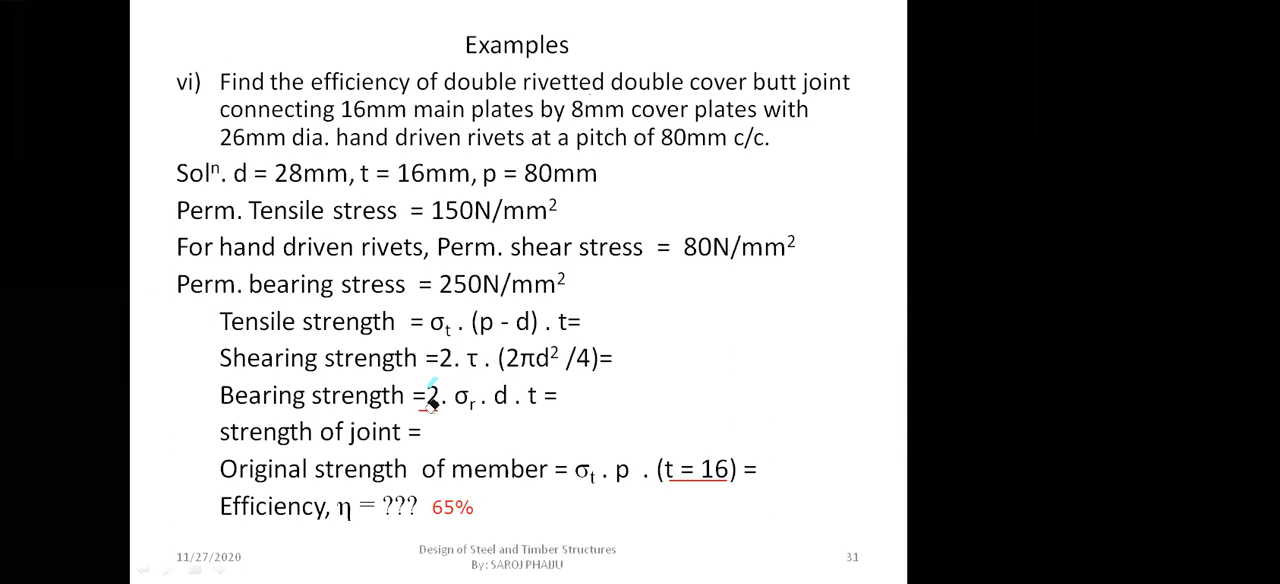 Examples
vi) Find the efficiency of double rivetted double cover butt joint
connecting 16mm main plates by 8mm cover plates with
26mm dia. hand driven rivets at a pitch of 80mm c/c.
Solⁿ. d = 28mm, t = 16mm, p = 80mm
Perm. Tensile stress = 150N/mm²
For hand driven rivets, Perm. shear stress = 80N/mm²
Perm. bearing stress = 250N/mm²
Tensile strength = σₜ . (p - d) . t=
Shearing strength =2. τ . (2πd² /4)=
Bearing strength =2. σᵣ . d . t =
strength of joint =
Original strength of member = σₜ . p . (t = 16) =
Efficiency, η = ??? 65%
11/27/2020
Design of Steel and Timber Structures
By: SAROJ PHAIJU
31